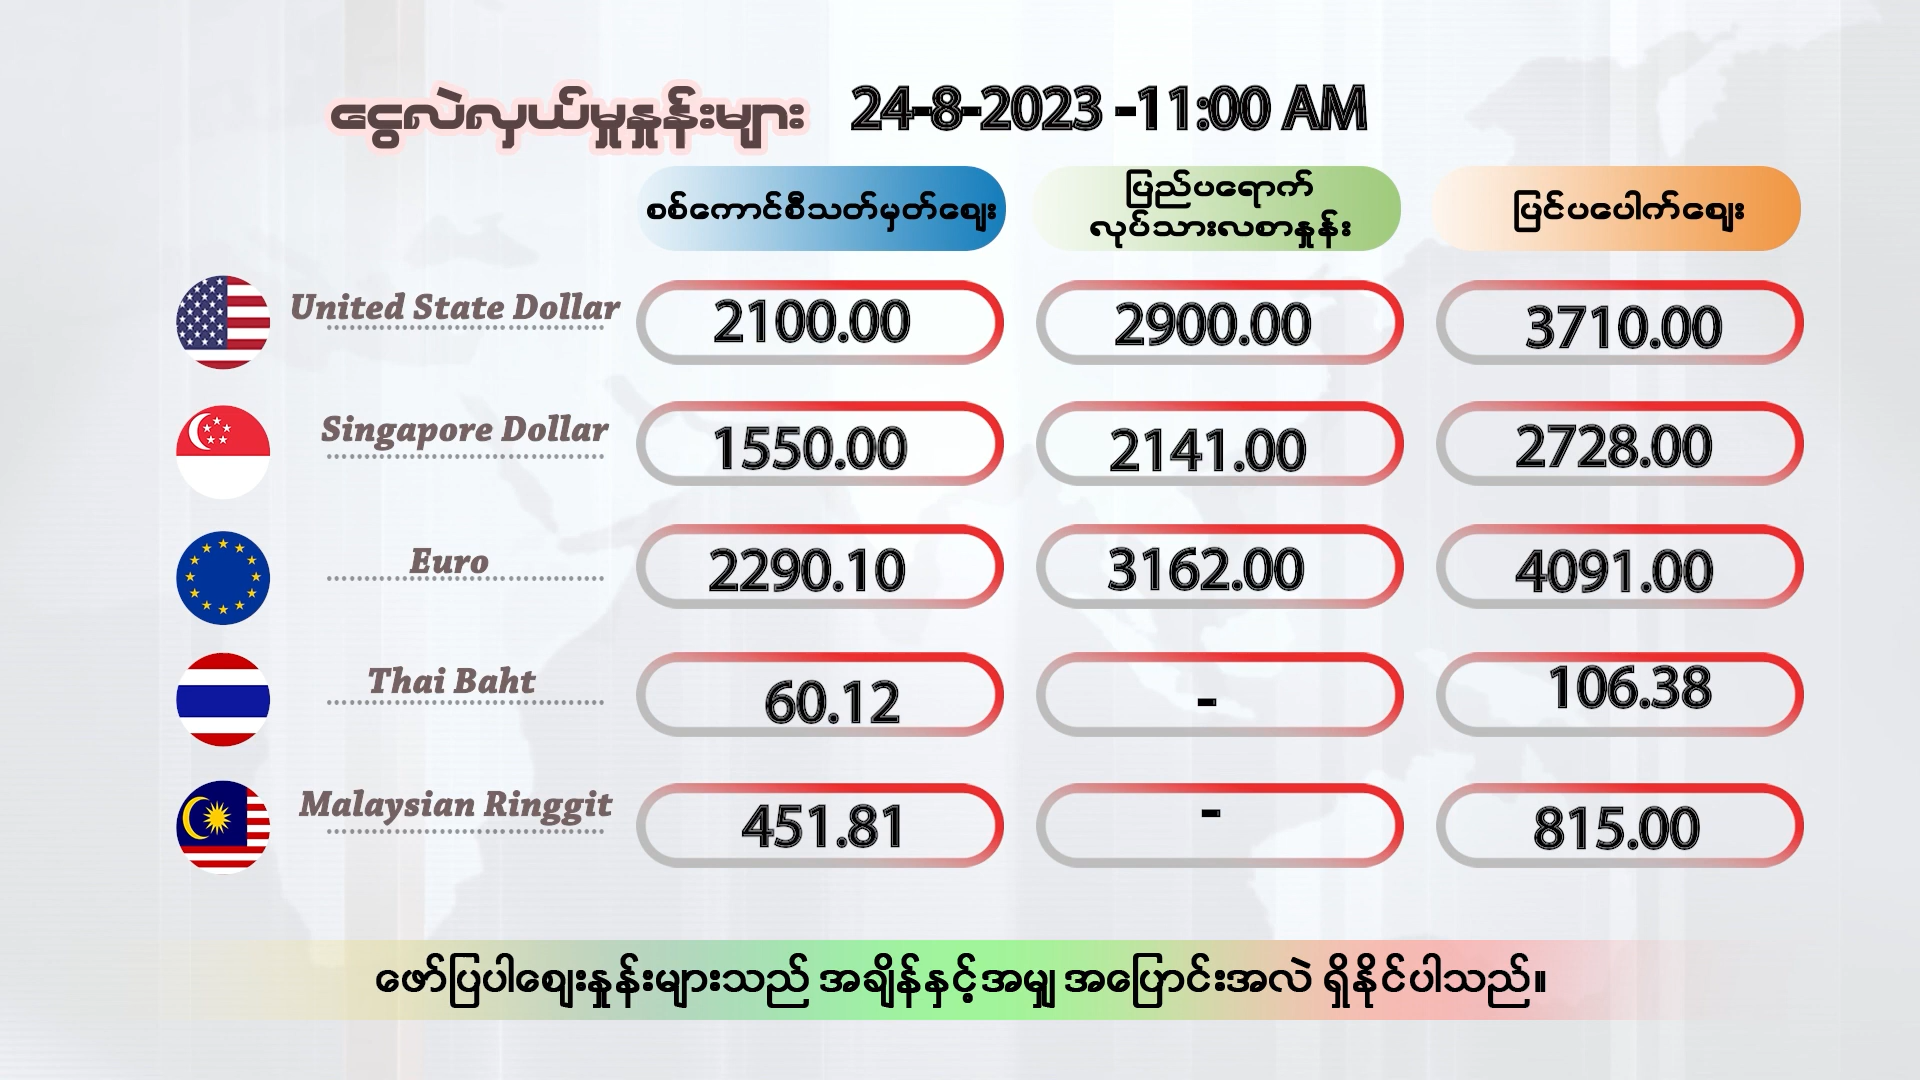 ငွေလဲလှယ်မှုနှုန်းများ 24-8-2023 -11:00 AM
စစ်ကောင်စီသတ်မှတ်ဈေး
ပြည်ပရောက်
လုပ်သားလစာနှုန်း
ပြင်ပပေါက်ဈေး
United State Dollar 2100.00 2900.00 3710.00
Singapore Dollar 1550.00 2141.00 2728.00
Euro 2290.10 3162.00 4091.00
Thai Baht 60.12 - 106.38
Malaysian Ringgit 451.81 - 815.00
ဖော်ပြပါဈေးနှုန်းများသည် အချိန်နှင့်အမျှ အပြောင်းအလဲ ရှိနိုင်ပါသည်။